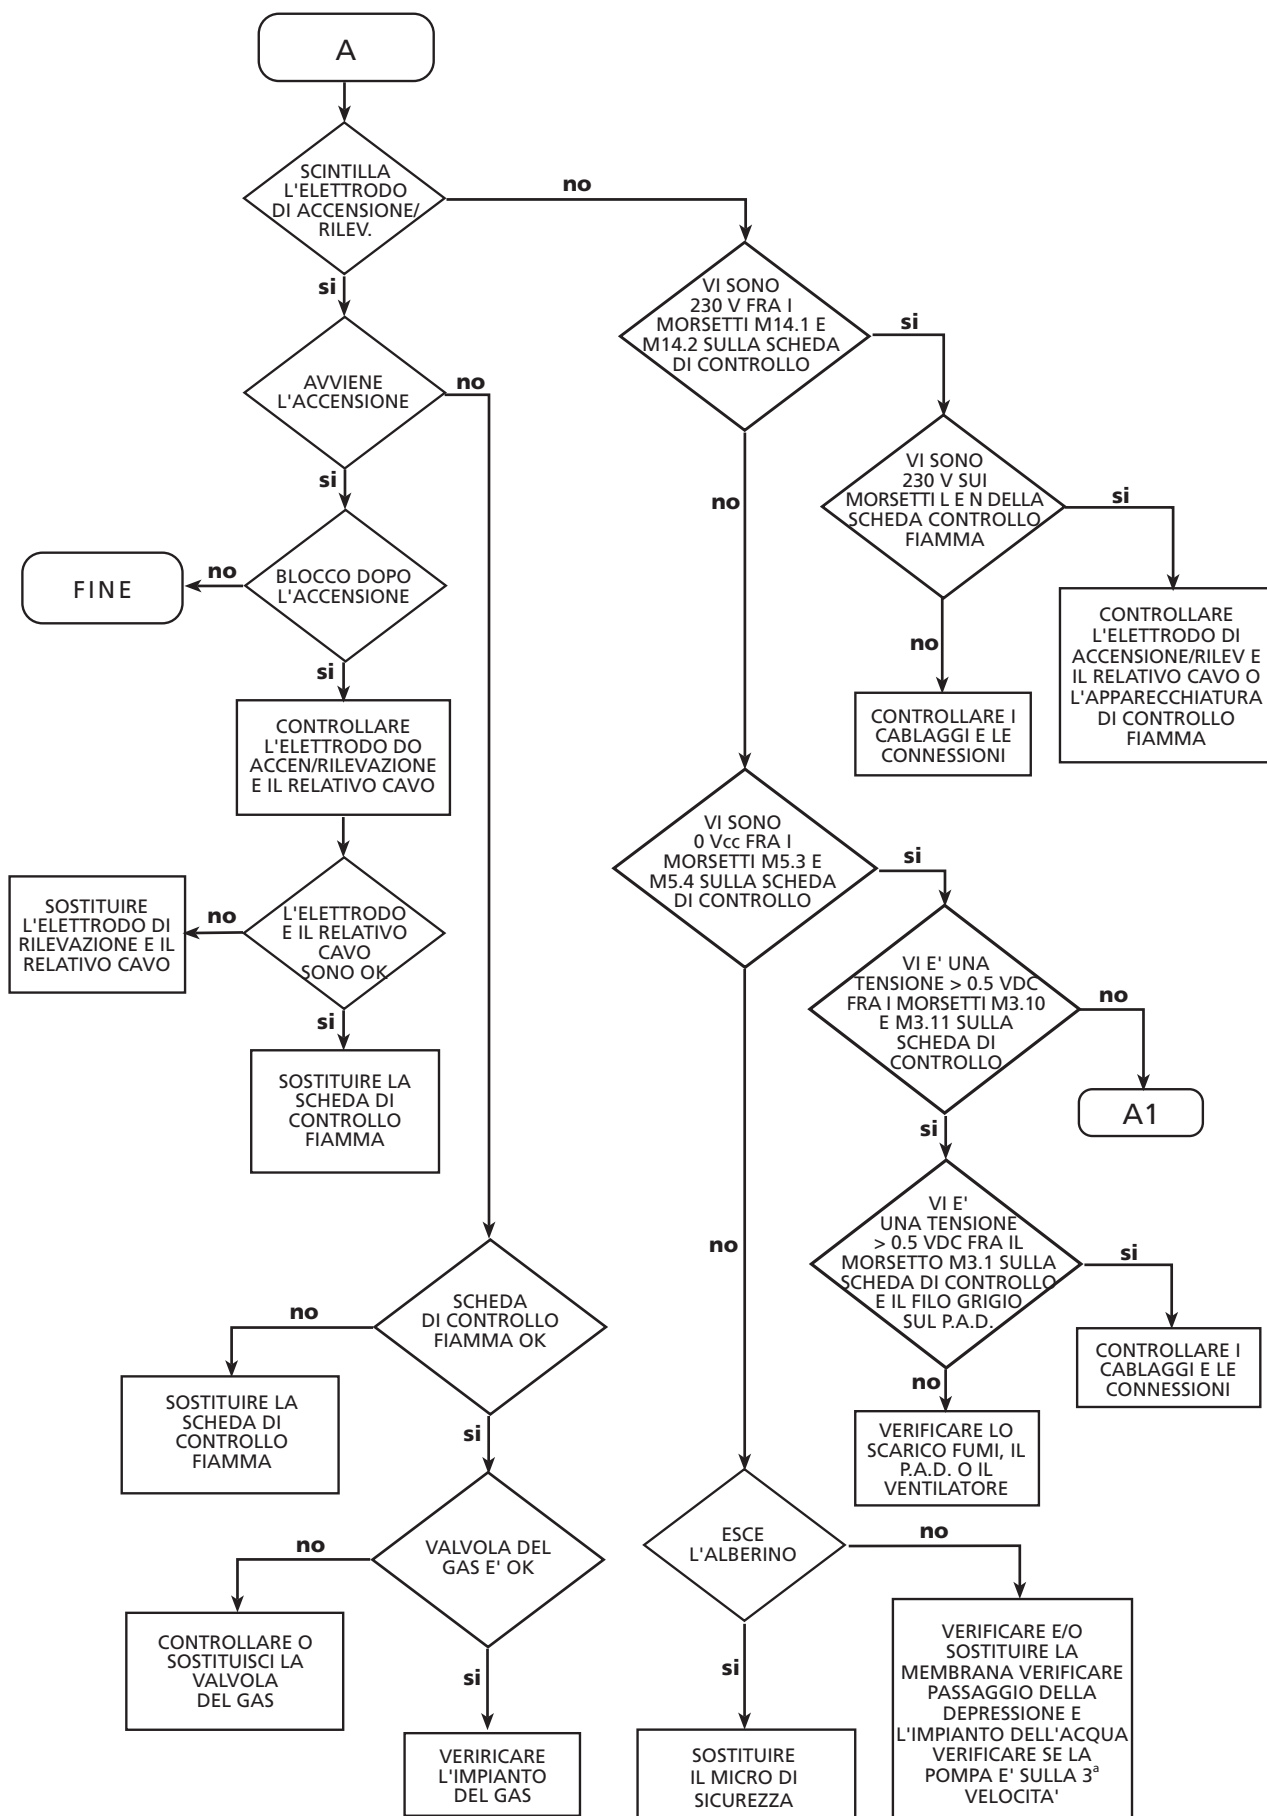 A
SCINTILLA
L'ELETTRODO
DI ACCENSIONE/
RILEV.
no
si
VI SONO
230 V FRA I
MORSETTI M14.1 E
M14.2 SULLA SCHEDA
DI CONTROLLO
si
AVVIENE
L'ACCENSIONE
no
si
no
VI SONO
230 V SUI
MORSETTI L E N DELLA
SCHEDA CONTROLLO
FIAMMA
si
BLOCCO DOPO
L'ACCENSIONE
no
FINE
si
no
CONTROLLARE
L'ELETTRODO DI
ACCENSIONE/RILEV E
IL RELATIVO CAVO O
L'APPARECCHIATURA
DI CONTROLLO
FIAMMA
CONTROLLARE I
CABLAGGI E LE
CONNESSIONI
CONTROLLARE
L'ELETTRODO DO
ACCEN/RILEVAZIONE
E IL RELATIVO CAVO
VI SONO
0 Vcc FRA I
MORSETTI M5.3 E
M5.4 SULLA SCHEDA
DI CONTROLLO
si
L'ELETTRODO
E IL RELATIVO
CAVO
SONO OK
no
SOSTITUIRE
L'ELETTRODO DI
RILEVAZIONE E IL
RELATIVO CAVO
si
VI E' UNA
TENSIONE > 0.5 VDC
FRA I MORSETTI M3.10
E M3.11 SULLA
SCHEDA DI
CONTROLLO
no
A1
si
SOSTITUIRE LA
SCHEDA DI
CONTROLLO
FIAMMA
no
VI E'
UNA TENSIONE
> 0.5 VDC FRA IL
MORSETTO M3.1 SULLA
SCHEDA DI CONTROLLO
E IL FILO GRIGIO
SUL P.A.D.
si
CONTROLLARE I
CABLAGGI E LE
CONNESSIONI
no
VERIFICARE LO
SCARICO FUMI, IL
P.A.D. O IL
VENTILATORE
SCHEDA
DI CONTROLLO
FIAMMA OK
no
SOSTITUIRE LA
SCHEDA DI
CONTROLLO
FIAMMA
si
VALVOLA DEL
GAS E' OK
no
CONTROLLARE O
SOSTITUISCI LA
VALVOLA
DEL GAS
si
VERIRICARE
L'IMPIANTO
DEL GAS
ESCE
L'ALBERINO
no
si
SOSTITUIRE
IL MICRO DI
SICUREZZA
VERIFICARE E/O
SOSTITUIRE LA
MEMBRANA VERIFICARE
PASSAGGIO DELLA
DEPRESSIONE E
L'IMPIANTO DELL'ACQUA
VERIFICARE SE LA
POMPA E' SULLA 3ª
VELOCITA'